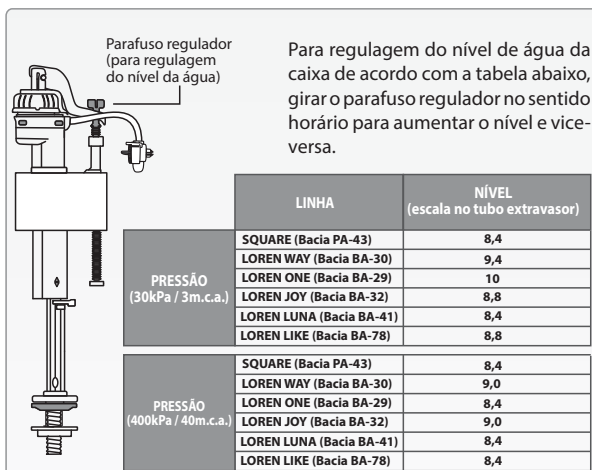 Parafuso regulador
(para regulagem
do nível da água)
Para regulagem do nível de água da
caixa de acordo com a tabela abaixo,
girar o parafuso regulador no sentido
horário para aumentar o nível e vice-
versa.
LINHA
NÍVEL
(escala no tubo extravasor)
PRESSÃO
(30kPa / 3m.c.a.)
SQUARE (Bacia PA-43) 8,4
LOREN WAY (Bacia BA-30) 9,4
LOREN ONE (Bacia BA-29) 10
LOREN JOY (Bacia BA-32) 8,8
LOREN LUNA (Bacia BA-41) 8,4
LOREN LIKE (Bacia BA-78) 8,8
PRESSÃO
(400kPa / 40m.c.a.)
SQUARE (Bacia PA-43) 8,4
LOREN WAY (Bacia BA-30) 9,0
LOREN ONE (Bacia BA-29) 8,4
LOREN JOY (Bacia BA-32) 9,0
LOREN LUNA (Bacia BA-41) 8,4
LOREN LIKE (Bacia BA-78) 8,4